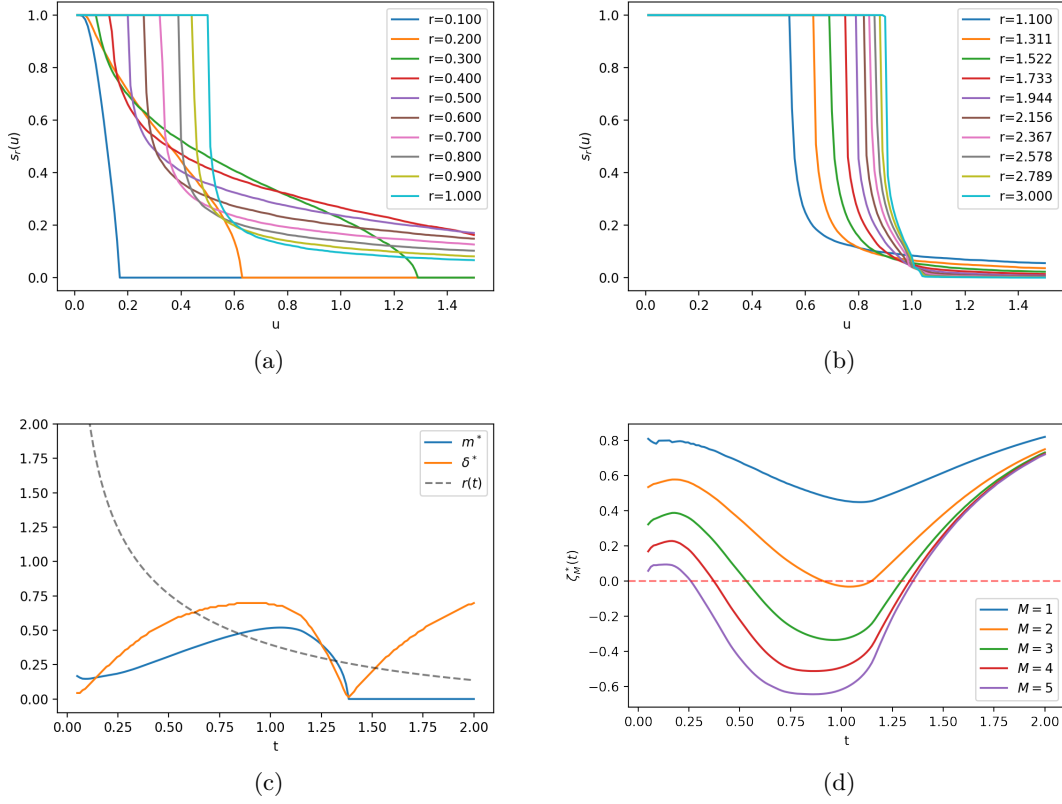 1.0
0.8
0.6
0.4
0.2
0.0
s_r(u)
0.0 0.2 0.4 0.6 0.8 1.0 1.2 1.4
u
r=0.100
r=0.200
r=0.300
r=0.400
r=0.500
r=0.600
r=0.700
r=0.800
r=0.900
r=1.000
(a)
1.0
0.8
0.6
0.4
0.2
0.0
s_r(u)
0.0 0.2 0.4 0.6 0.8 1.0 1.2 1.4
u
r=1.100
r=1.311
r=1.522
r=1.733
r=1.944
r=2.156
r=2.367
r=2.578
r=2.789
r=3.000
(b)
2.00
1.75
1.50
1.25
1.00
0.75
0.50
0.25
0.00
0.00 0.25 0.50 0.75 1.00 1.25 1.50 1.75 2.00
t
m*
δ*
r(t)
(c)
0.8
0.6
0.4
0.2
0.0
−0.2
−0.4
−0.6
ζ*_M(t)
0.00 0.25 0.50 0.75 1.00 1.25 1.50 1.75 2.00
t
M = 1
M = 2
M = 3
M = 4
M = 5
(d)